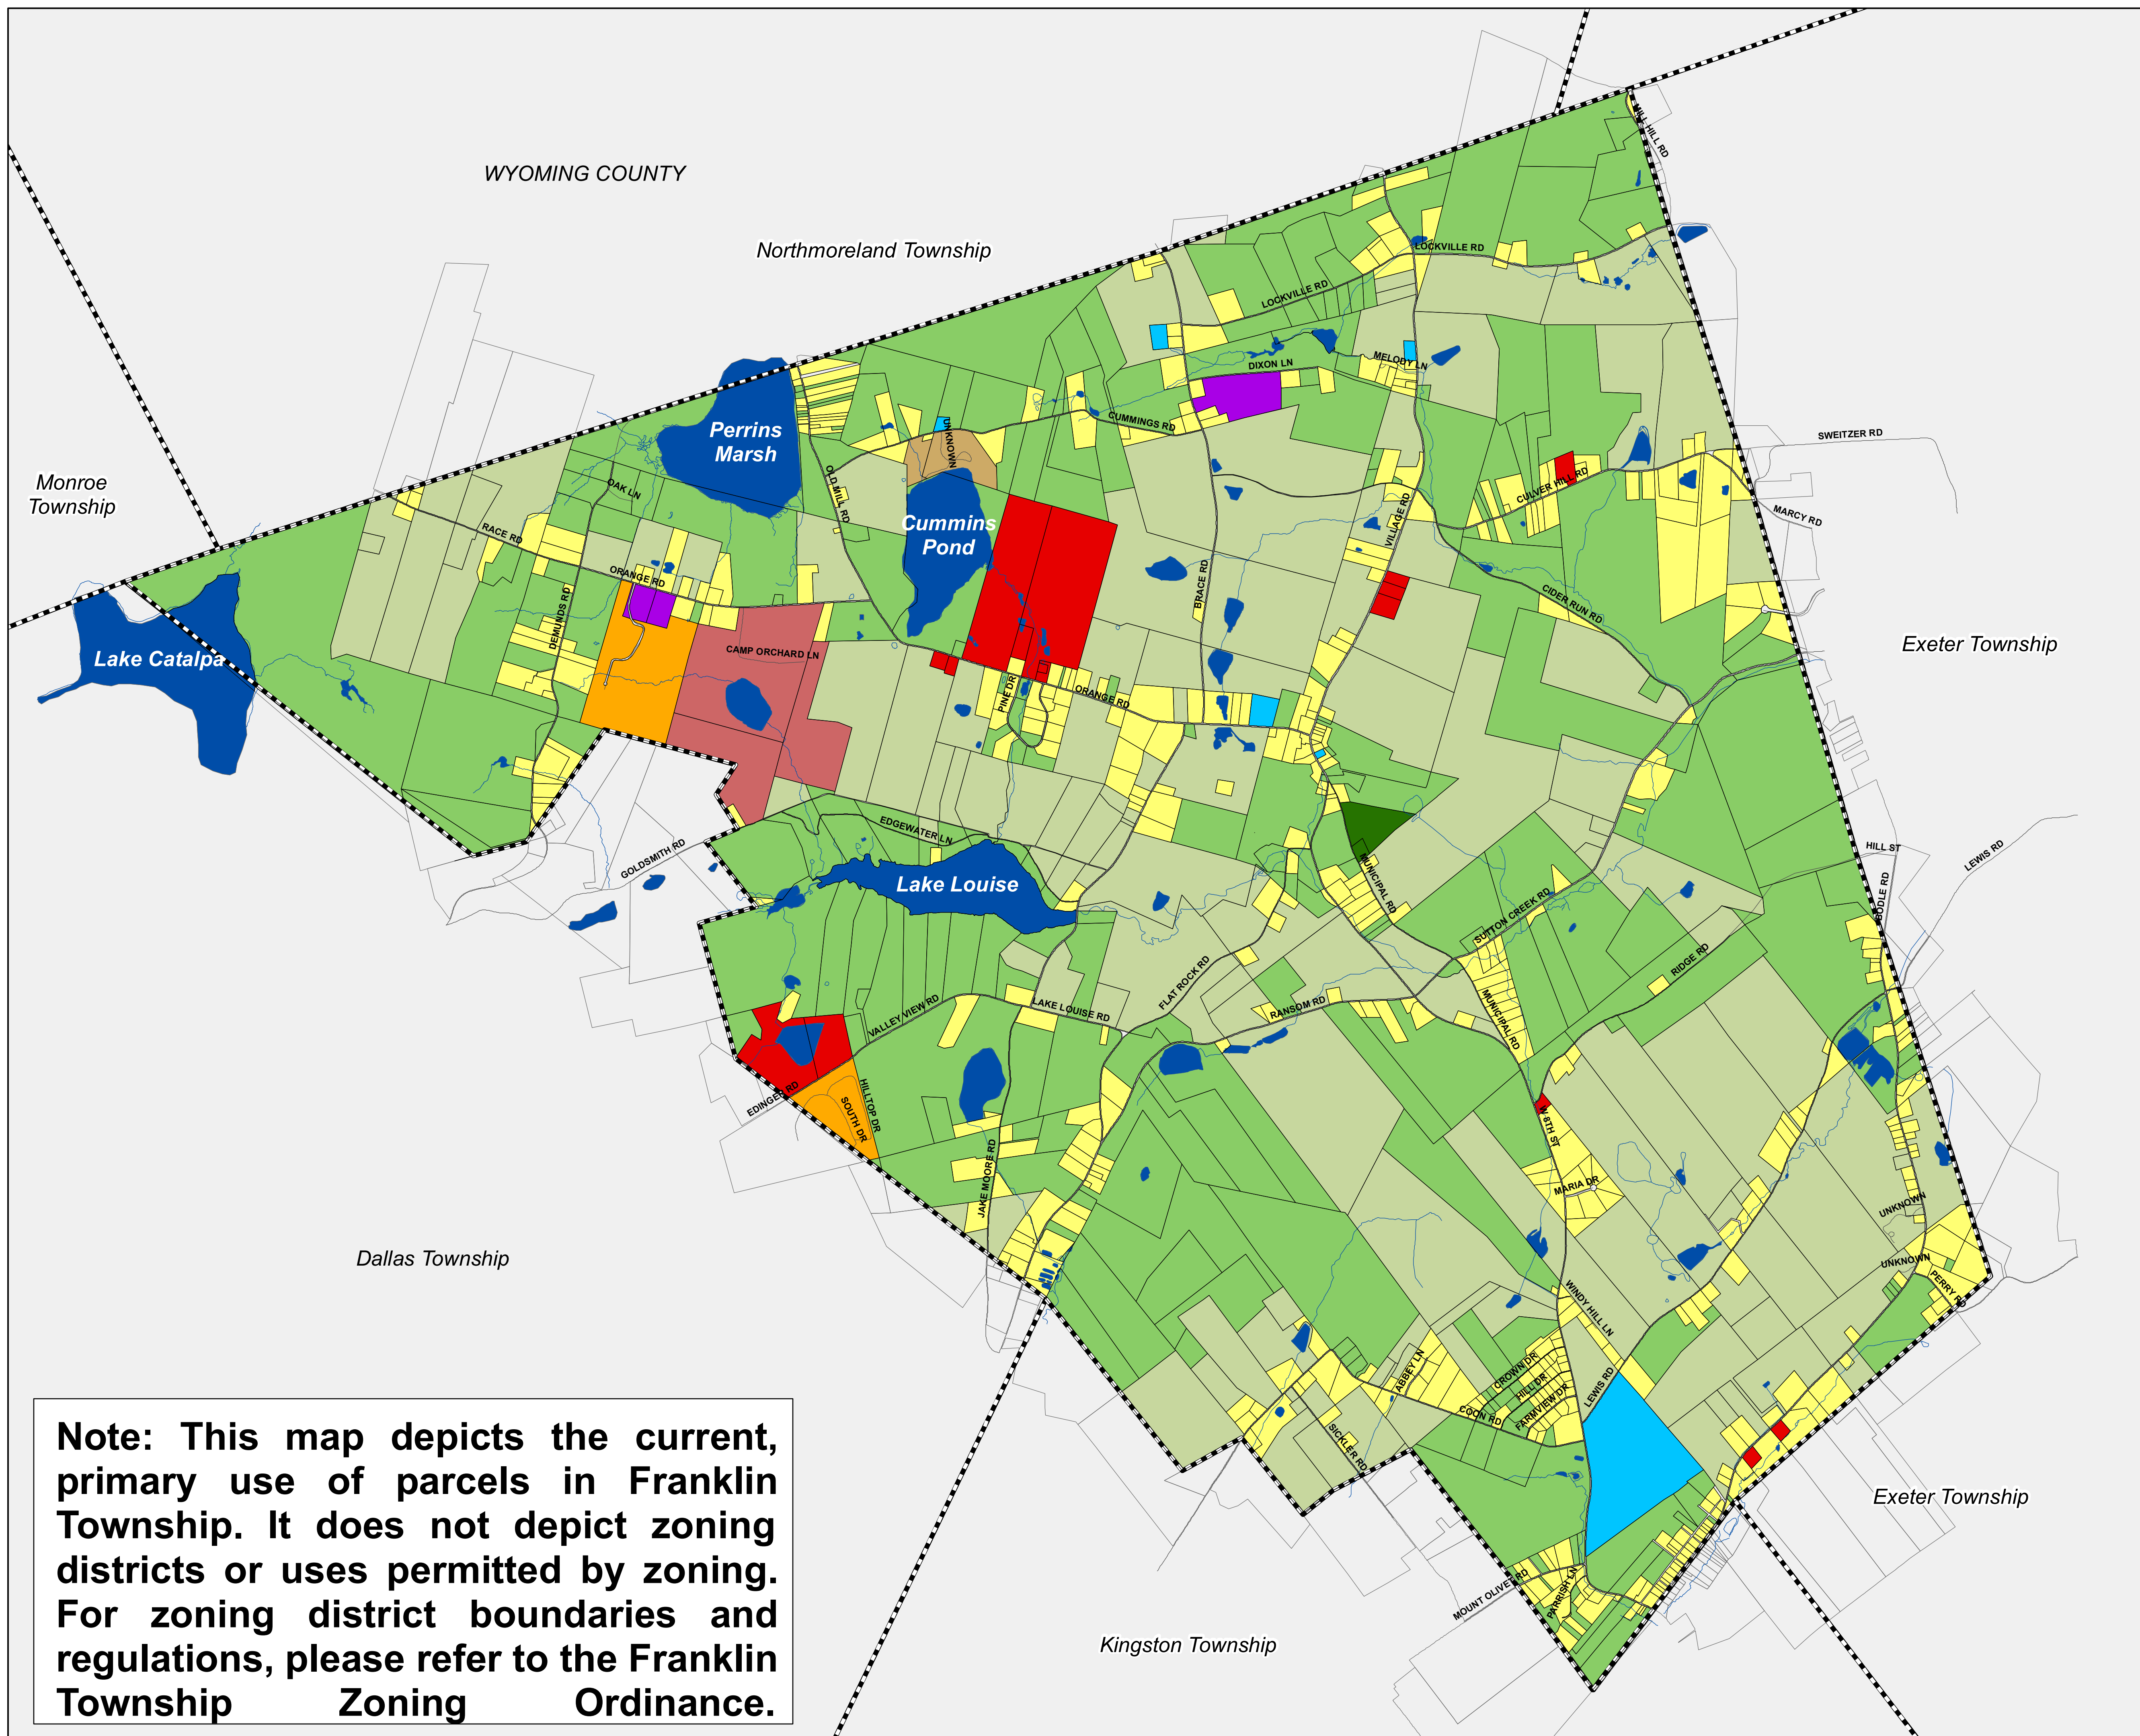 WYOMING COUNTY
Northmoreland Township
MILL HILL RD
LOCKVILLE RD
LOCKVILLE RD
DIXON LN
MELODY LN
CUMMINGS RD
UNKNOWN
Perrins
Marsh
OLD MILL RD
Monroe
Township
OAK LN
RACE RD
ORANGE RD
DEMUNDS RD
Cummins
Pond
SWEITZER RD
MARCY RD
CULVER HILL RD
VILLAGE RD
BRACE RD
CIDER RUN RD
Exeter Township
Lake Catalpa
CAMP ORCHARD LN
PINE DR
ORANGE RD
EDGEWATER LN
GOLDSMITH RD
Lake Louise
MUNICIPAL RD
HILL ST
LEWIS RD
BODLE RD
SUTTON CREEK RD
RIDGE RD
FLAT ROCK RD
RANSOM RD
LAKE LOUISE RD
VALLEY VIEW RD
MUNICIPAL RD
EDINGER RD
HILLTOP DR
SOUTH DR
W 8TH ST
MARIA DR
JAKE MOORE RD
UNKNOWN
UNKNOWN
PERRY RD
Dallas Township
WINDY HILL LN
LEWIS RD
ABBEY LN
CROWN DR
HILL DR
FARMVIEW DR
COON RD
SICKLER RD
Exeter Township
MOUNT OLIVET RD
PARRISH LN
Kingston Township
Note: This map depicts the current,
primary use of parcels in Franklin
Township. It does not depict zoning
districts or uses permitted by zoning.
For zoning district boundaries and
regulations, please refer to the Franklin
Township Zoning Ordinance.